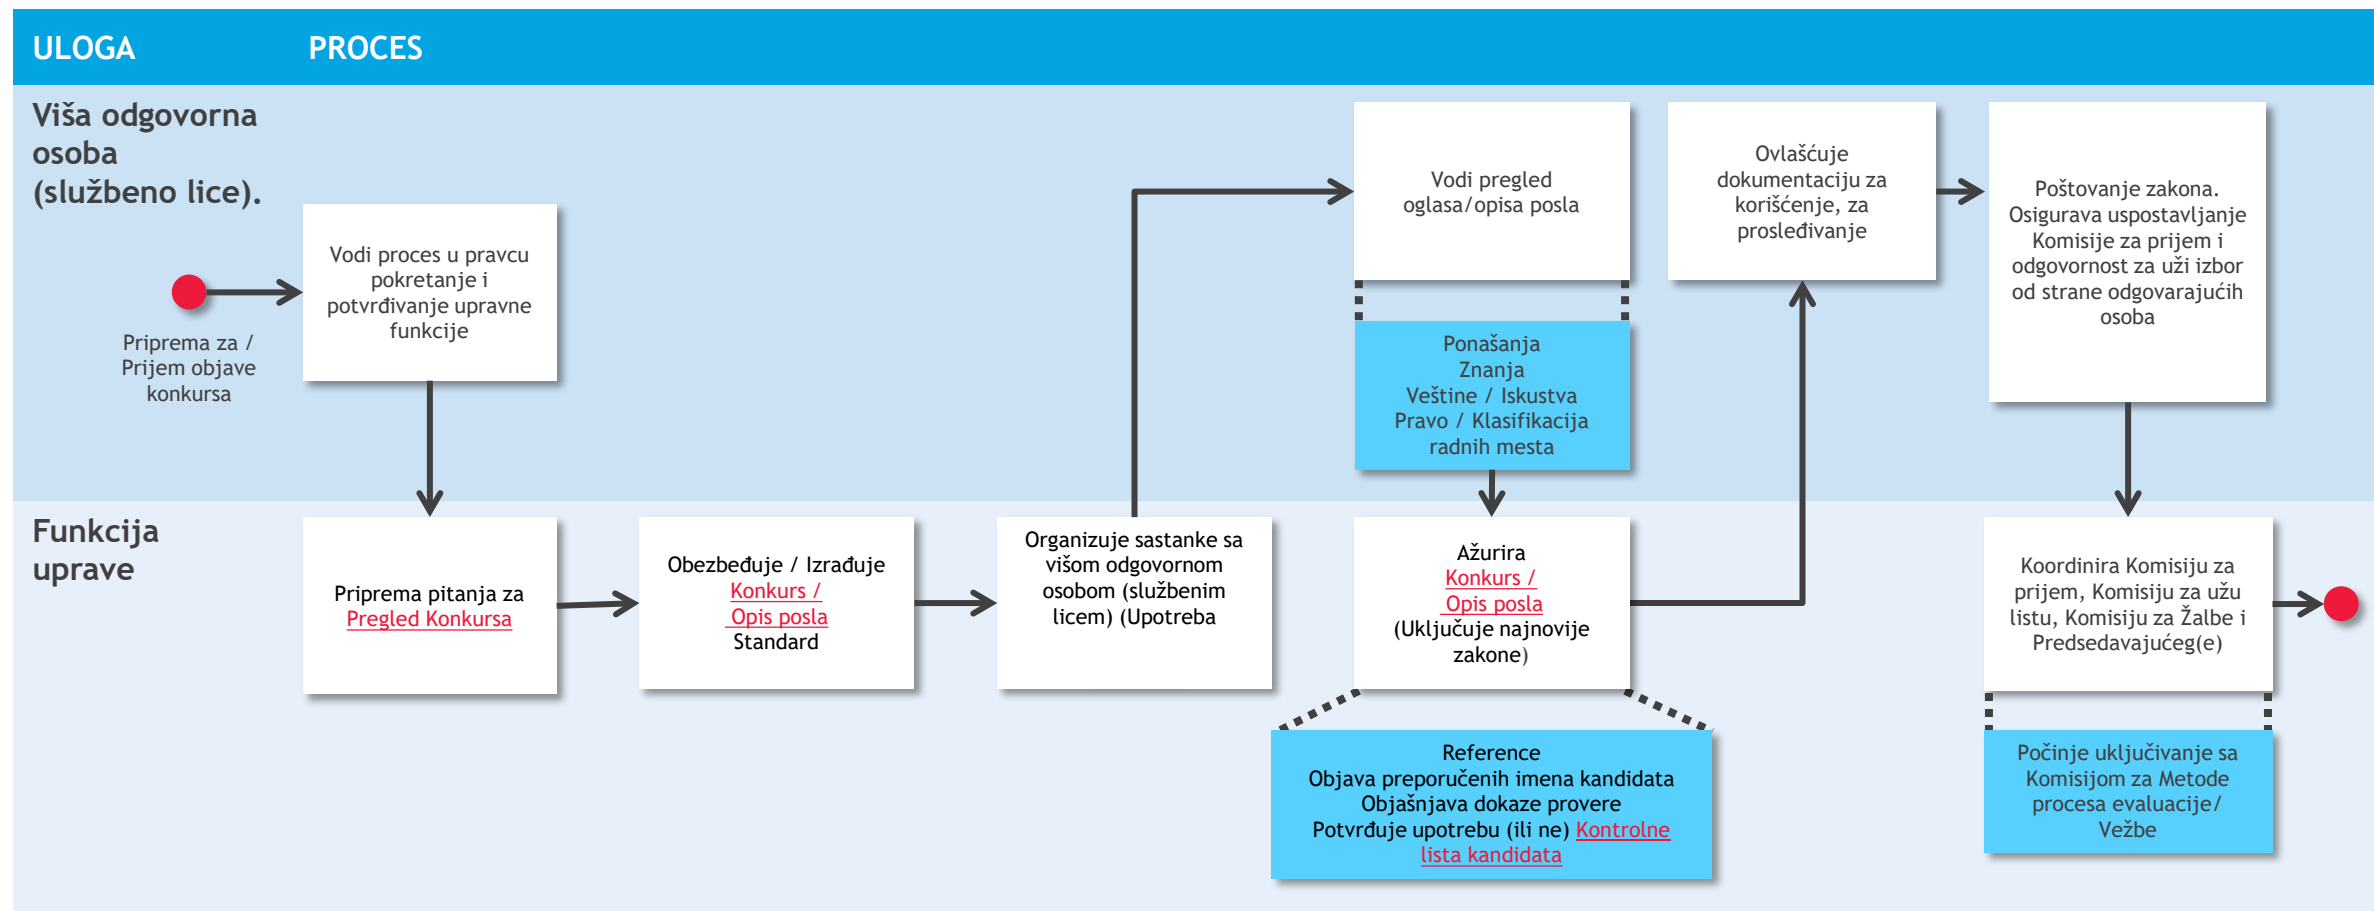 ULOGA
PROCES
Viša odgovorna
osoba
(službeno lice).
Priprema za /
Prijem objave
konkursa
Vodi proces u pravcu
pokretanje i
potvrđivanje upravne
funkcije
Vodi pregled
oglasa/opisa posla
Ponašanja
Znanja
Veštine / Iskustva
Pravo / Klasifikacija
radnih mesta
Ovlašćuje
dokumentaciju za
korišćenje, za
prosleđivanje
Poštovanje zakona.
Osigurava uspostavljanje
Komisije za prijem i
odgovornost za uži izbor
od strane odgovarajućih
osoba
Funkcija
uprave
Priprema pitanja za
Pregled Konkursa
Obezbeđuje / Izrađuje
Konkurs /
Opis posla
Standard
Organizuje sastanke sa
višom odgovornom
osobom (službenim
licem) (Upotreba
Ažurira
Konkurs /
Opis posla
(Uključuje najnovije
zakone)
Reference
Objava preporučenih imena kandidata
Objašnjava dokaze provere
Potvrđuje upotrebu (ili ne) Kontrolne
lista kandidata
Koordinira Komisiju za
prijem, Komisiju za užu
listu, Komisiju za Žalbe i
Predsedavajućeg(e)
Počinje uključivanje sa
Komisijom za Metode
procesa evaluacije/
Vežbe